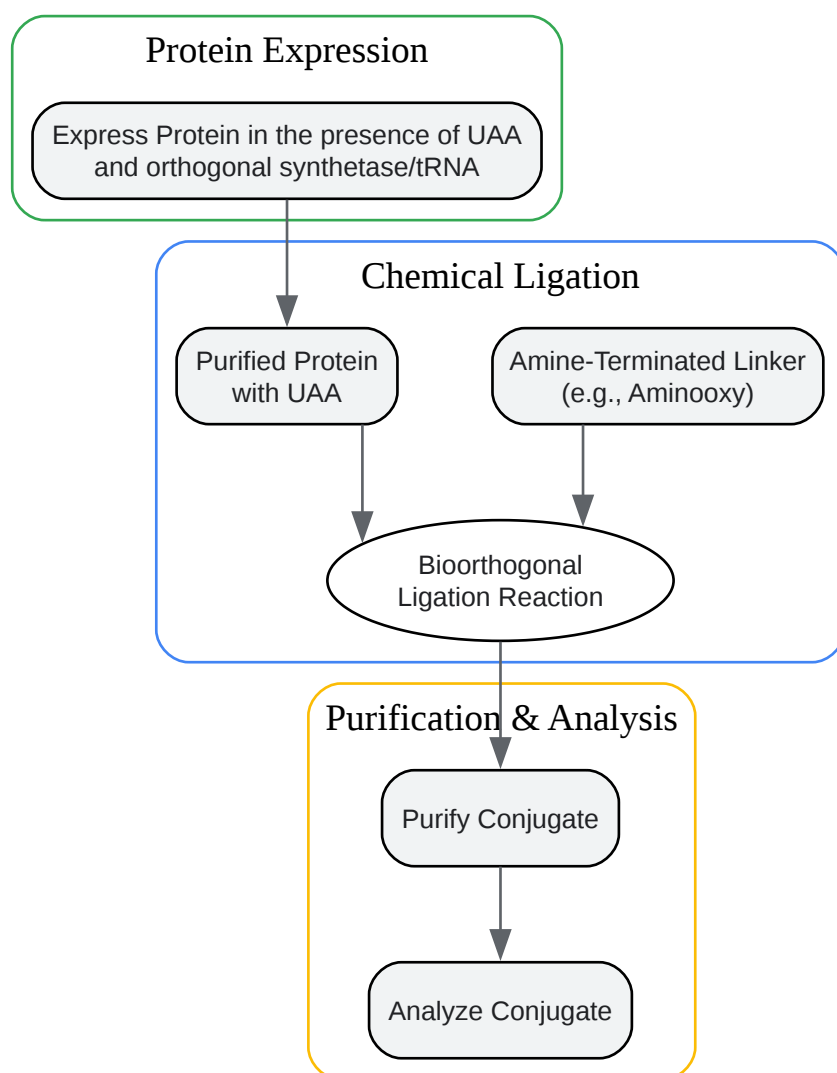 Protein Expression
Express Protein in the presence of UAA
and orthogonal synthetase/tRNA
Chemical Ligation
Purified Protein
with UAA
Amine-Terminated Linker
(e.g., Aminooxy)
Bioorthogonal
Ligation Reaction
Purification & Analysis
Purify Conjugate
Analyze Conjugate